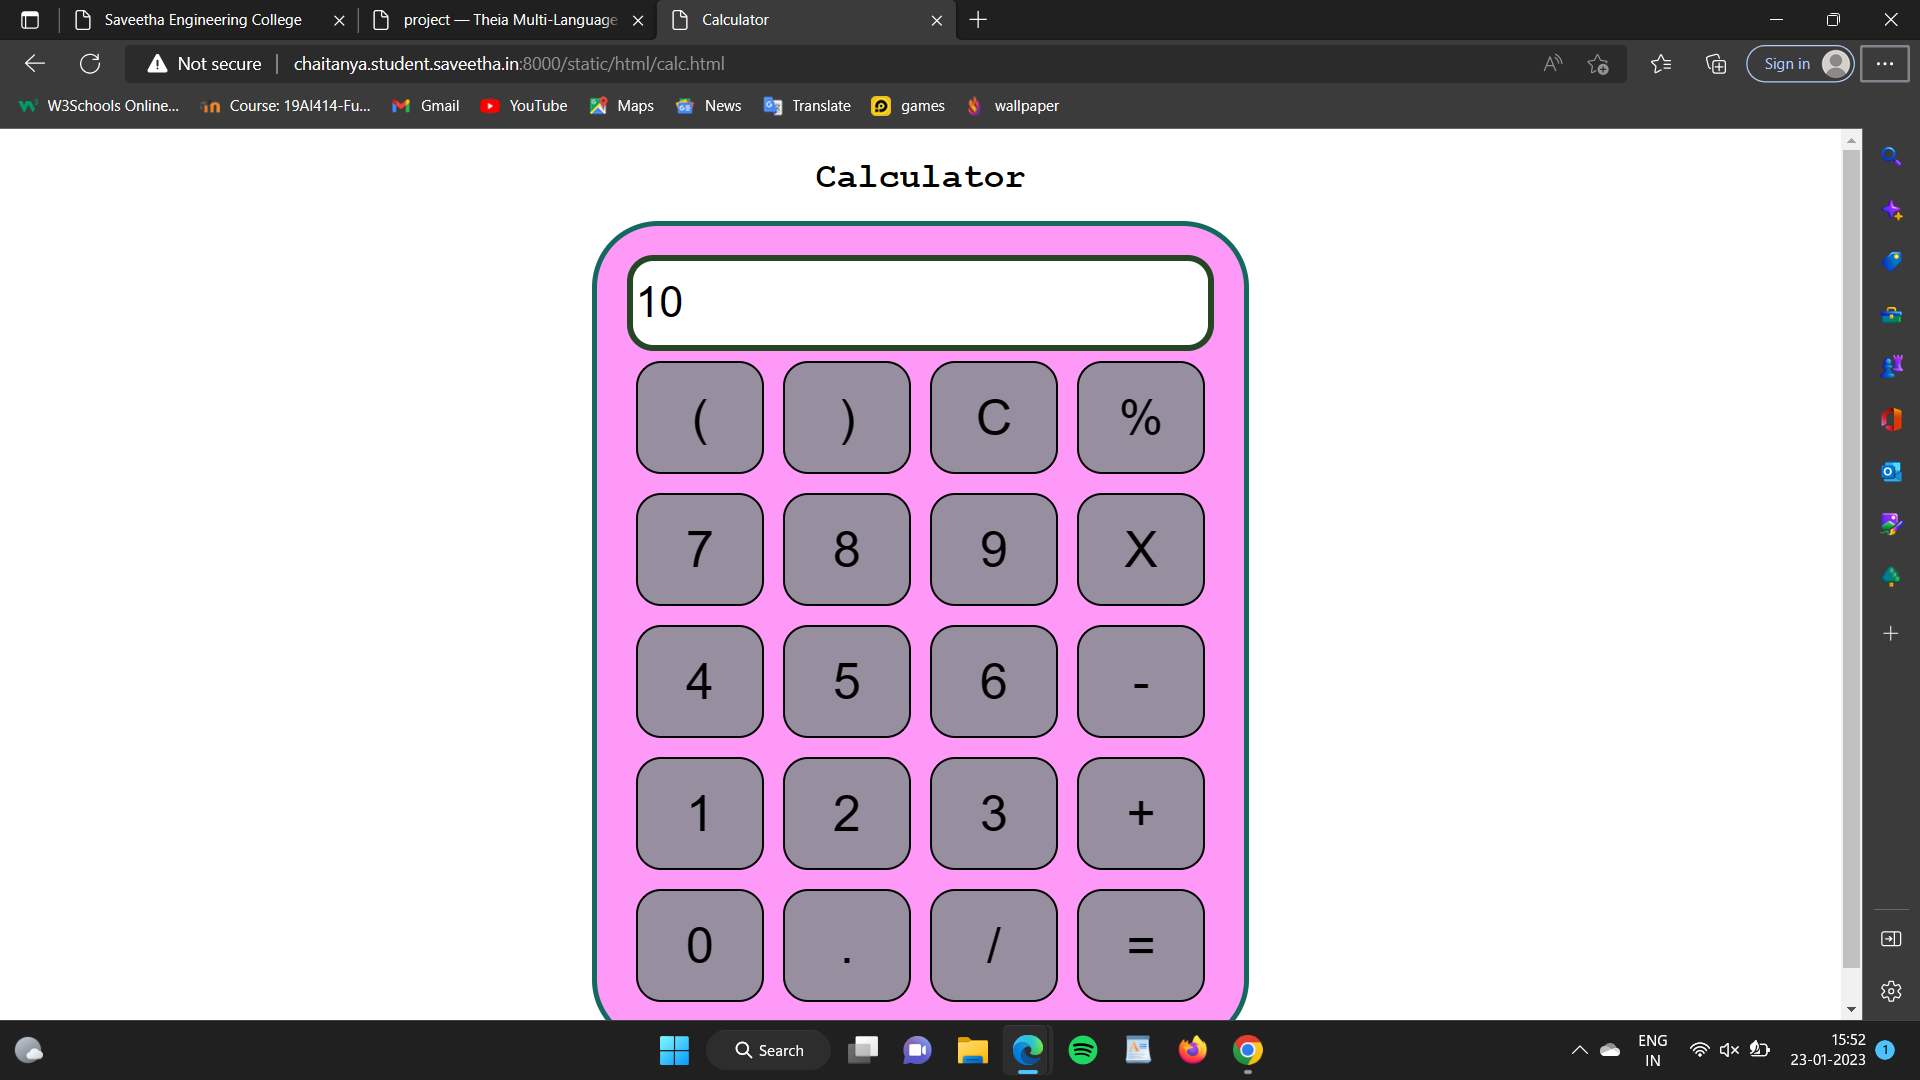 Saveetha Engineering College
project — Theia Multi-Language
Calculator
Not secure
chaitanya.student.saveetha.in:8000/static/html/calc.html
Sign in
W3Schools Online...
Course: 19AI414-Fu...
Gmail
YouTube
Maps
News
Translate
games
wallpaper
Calculator
10
( ) C %
7 8 9 X
4 5 6 -
1 2 3 +
0 . / =
Search
ENG
IN
15:52
23-01-2023
1